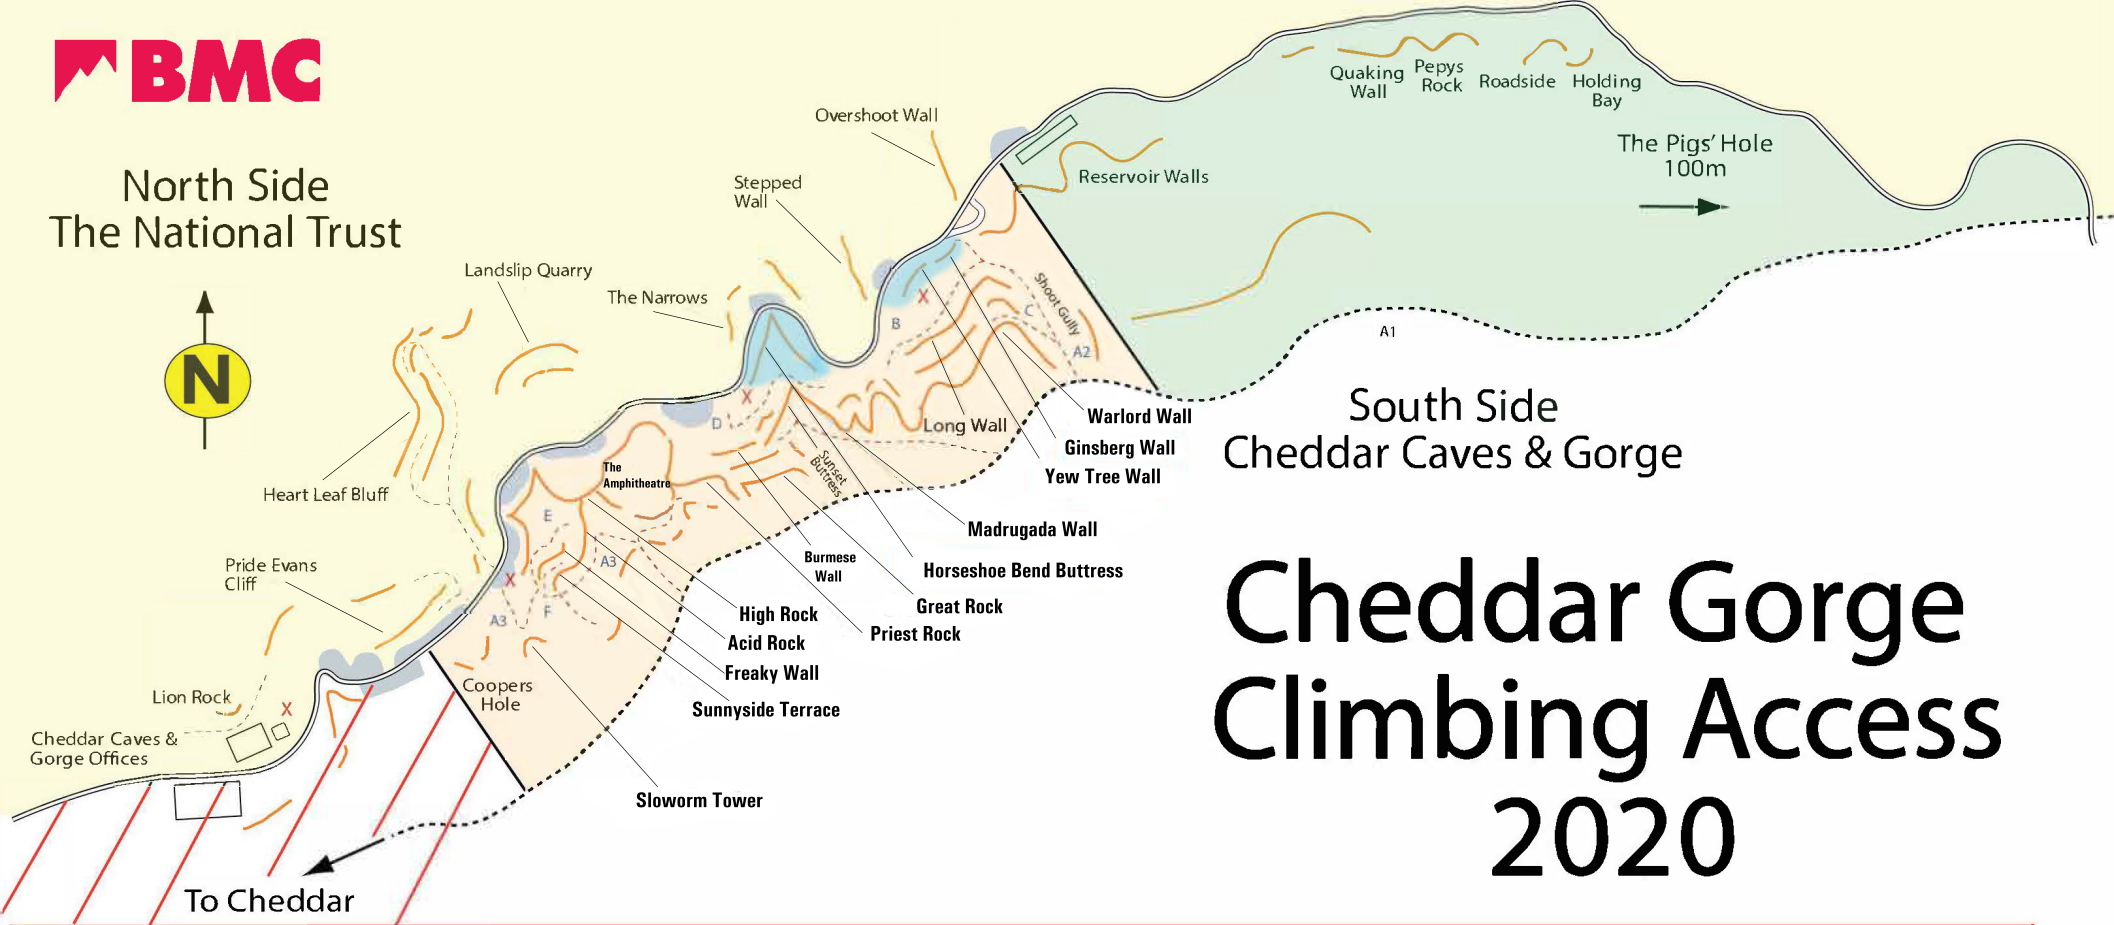 BMC
North Side
The National Trust
N
Overshoot Wall
Stepped
Wall
Landslip Quarry
The Narrows
Heart Leaf Bluff
Pride Evans
Cliff
Lion Rock
X
Cheddar Caves &
Gorge Offices
To Cheddar
Quaking
Wall
Pepys
Rock
Roadside
Holding
Bay
The Pigs' Hole
100m
Reservoir Walls
Shoot Gully
A1
A2
B
C
X
D
X
E
X
A3
A3
F
The
Amphitheatre
Sunset
Buttress
Long Wall
Warlord Wall
Ginsberg Wall
Yew Tree Wall
Madrugada Wall
Burmese
Wall
Horseshoe Bend Buttress
Great Rock
Priest Rock
High Rock
Acid Rock
Freaky Wall
Sunnyside Terrace
Coopers
Hole
Sloworm Tower
South Side
Cheddar Caves & Gorge
Cheddar Gorge
Climbing Access
2020